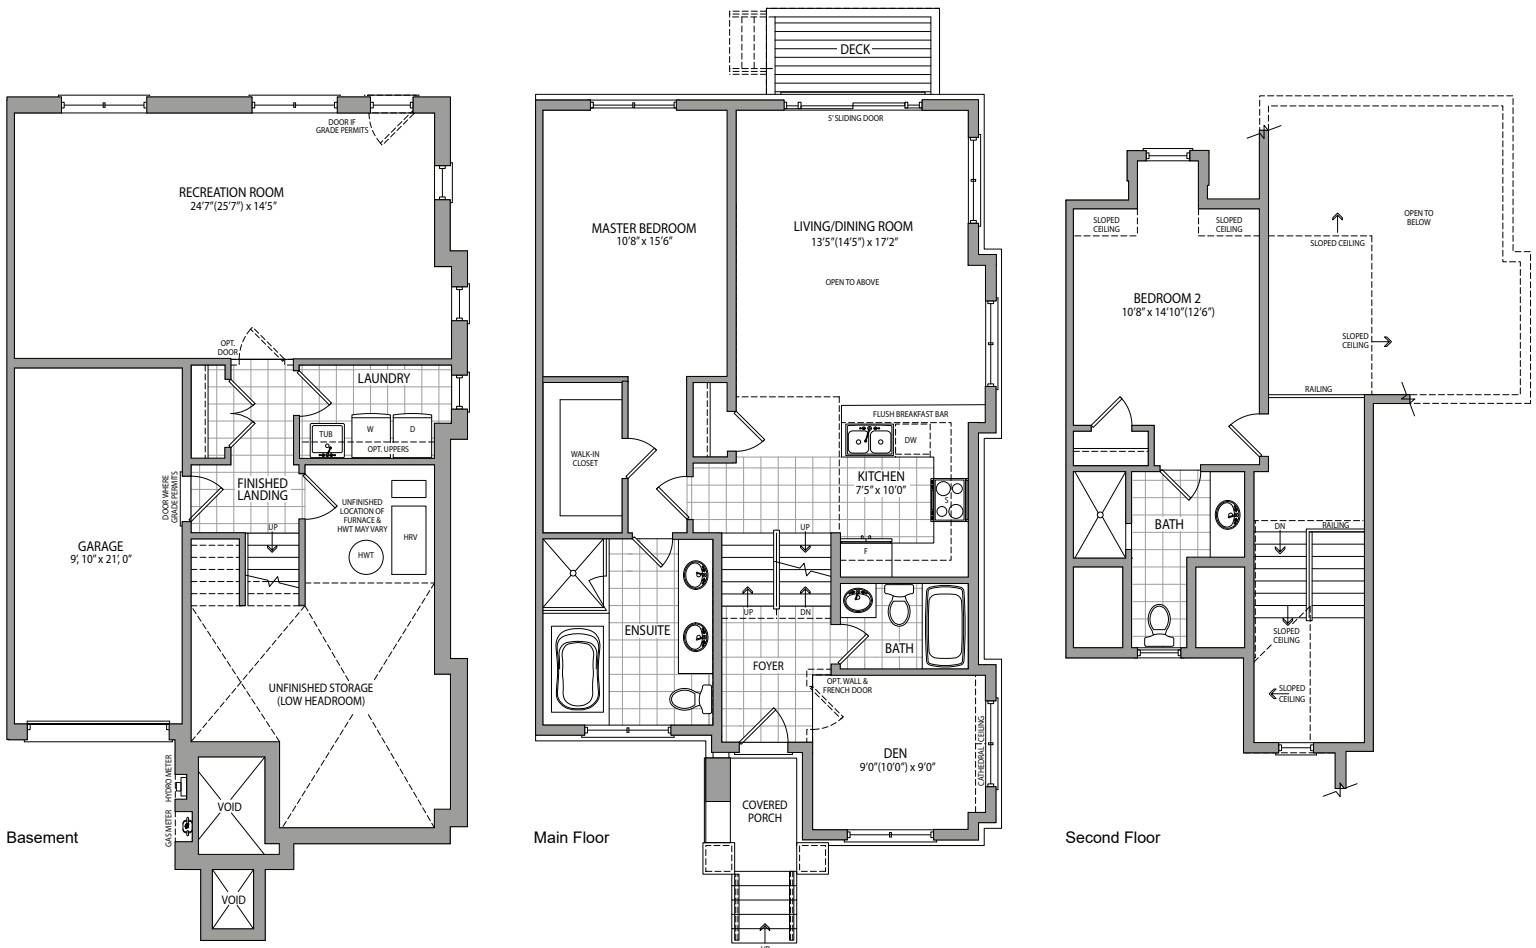 DOOR IF
GRADE PERMITS
RECREATION ROOM
24'7"(25'7") x 14'5"
OPT.
DOOR
LAUNDRY
TUB
W
D
OPT. UPPERS
DOOR WHERE
GRADE PERMITS
FINISHED
LANDING
UP
UNFINISHED
LOCATION OF
FURNACE &
HWT MAY VARY
HWT
HRV
GARAGE
9', 10" x 21', 0"
UNFINISHED STORAGE
(LOW HEADROOM)
HYDRO METER
GAS METER
VOID
VOID
Basement
DECK
5' SLIDING DOOR
MASTER BEDROOM
10'8" x 15'6"
LIVING/DINING ROOM
13'5"(14'5") x 17'2"
OPEN TO ABOVE
FLUSH BREAKFAST BAR
DW
WALK-IN
CLOSET
KITCHEN
7'5" x 10'0"
S
F
UP
UP
DN
ENSUITE
BATH
FOYER
OPT. WALL &
FRENCH DOOR
DEN
9'0"(10'0") x 9'0"
CATHEDRAL CEILING
COVERED
PORCH
UP
Main Floor
SLOPED
CEILING
SLOPED
CEILING
OPEN TO
BELOW
SLOPED CEILING
BEDROOM 2
10'8" x 14'10"(12'6")
SLOPED
CEILING
RAILING
BATH
DN
RAILING
SLOPED
CEILING
SLOPED
CEILING
Second Floor